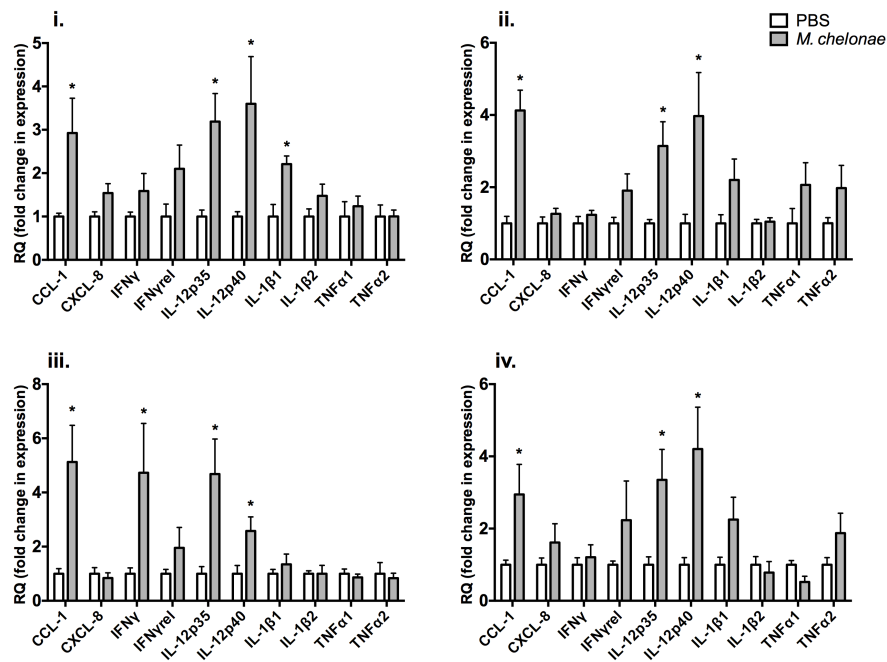 i.
RQ (fold change in expression)
5
4
3
2
1
0
*
*
*
*
CCL-1
CXCL-8
IFNγ
IFNγrel
IL-12p35
IL-12p40
IL-1β1
IL-1β2
TNFα1
TNFα2
ii.
PBS
M. chelonae
RQ (fold change in expression)
6
4
2
0
*
*
*
CCL-1
CXCL-8
IFNγ
IFNγrel
IL-12p35
IL-12p40
IL-1β1
IL-1β2
TNFα1
TNFα2
iii.
RQ (fold change in expression)
8
6
4
2
0
*
*
*
*
CCL-1
CXCL-8
IFNγ
IFNγrel
IL-12p35
IL-12p40
IL-1β1
IL-1β2
TNFα1
TNFα2
iv.
RQ (fold change in expression)
6
4
2
0
*
*
*
CCL-1
CXCL-8
IFNγ
IFNγrel
IL-12p35
IL-12p40
IL-1β1
IL-1β2
TNFα1
TNFα2